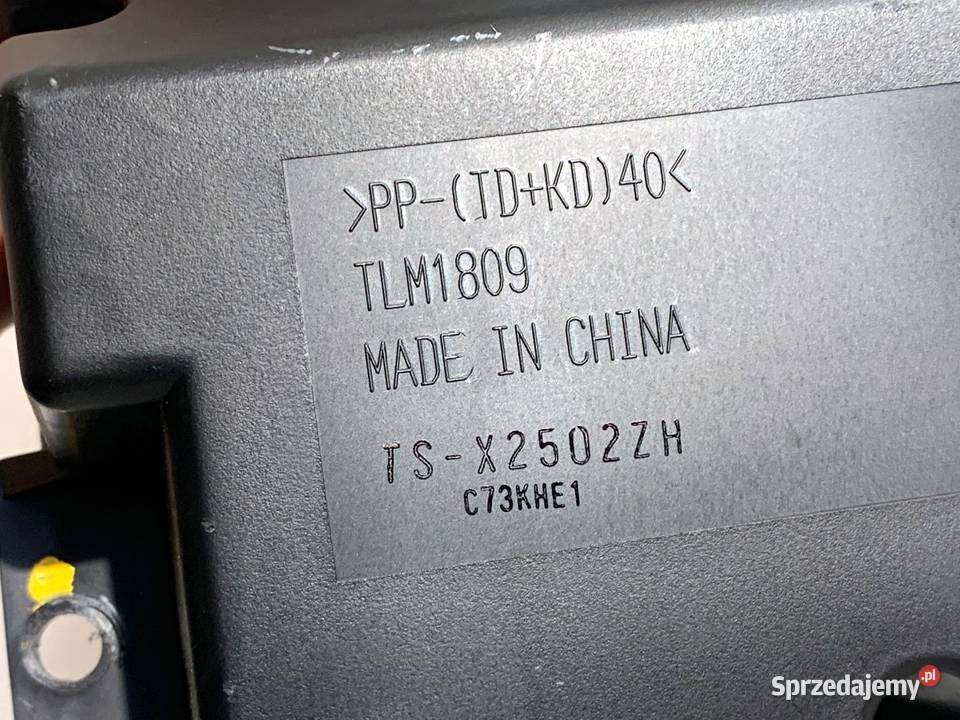 >PP-(TD+KD)40<
TLM1809
MADE IN CHINA
TS-X2502ZH
C73KHE1
Sprzedajemy.pl